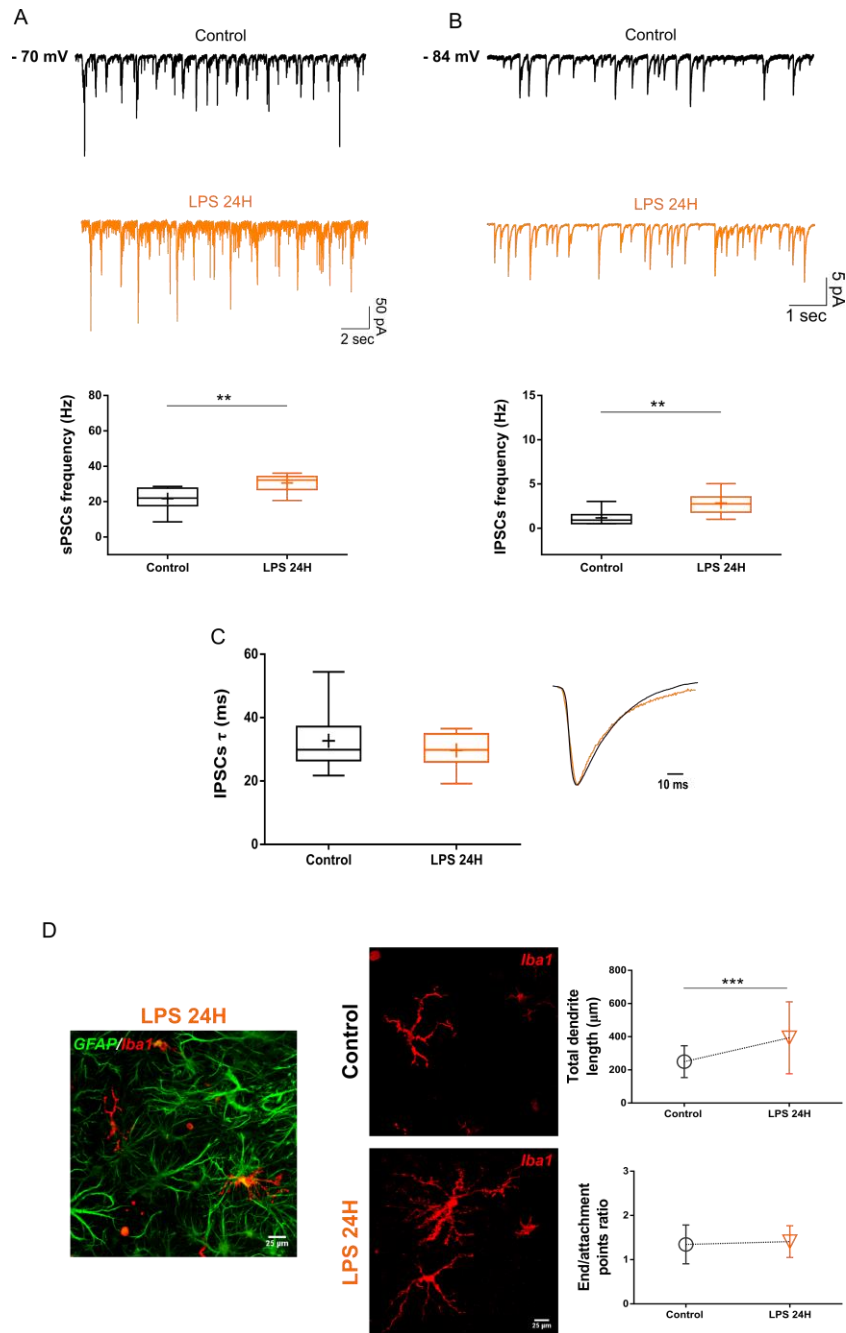 A
Control
- 70 mV
LPS 24H
50 pA
2 sec
sPSCs frequency (Hz)
80
60
40
20
0
**
Control
LPS 24H
B
Control
- 84 mV
LPS 24H
5 pA
1 sec
IPSCs frequency (Hz)
15
10
5
0
**
Control
LPS 24H
C
IPSCs τ (ms)
60
40
20
0
Control
LPS 24H
10 ms
D
LPS 24H
GFAP/Iba1
25 μm
Control
Iba1
LPS 24H
Iba1
25 μm
Total dendrite
length (μm)
800
600
400
200
0
***
Control
LPS 24H
End/attachment
points ratio
3
2
1
0
Control
LPS 24H